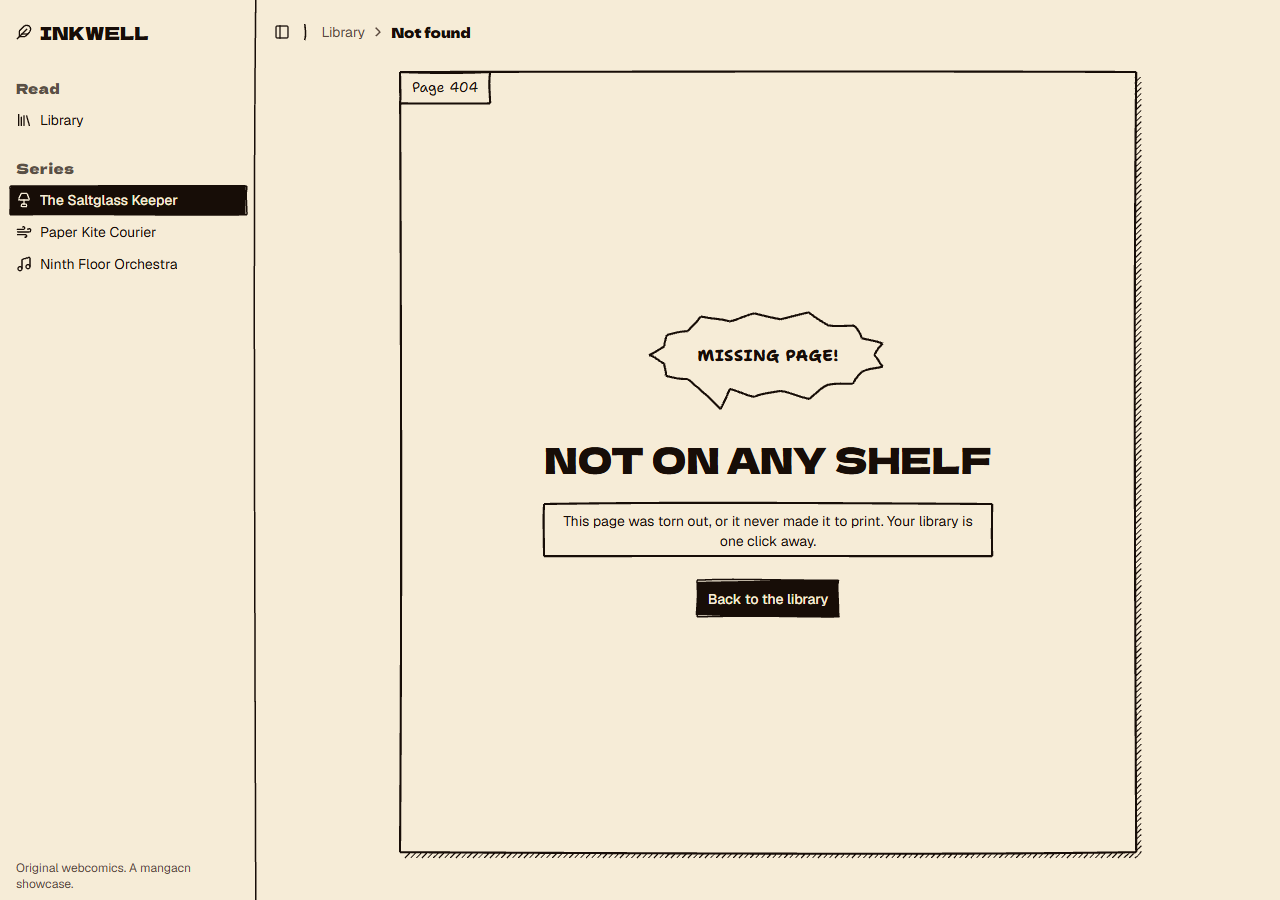 INKWELL
Library
Not found
Read
Library
Series
The Saltglass Keeper
Paper Kite Courier
Ninth Floor Orchestra
Original webcomics. A mangacn
showcase.
Page 404
MISSING PAGE!
NOT ON ANY SHELF
This page was torn out, or it never made it to print. Your library is
one click away.
Back to the library